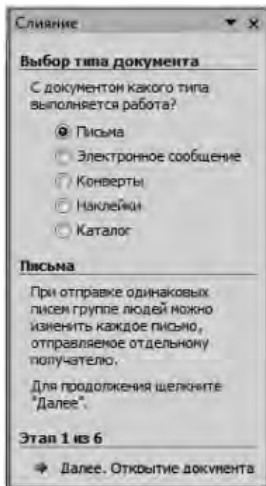 Слияние
Выбор типа документа
С документом какого типа
выполняется работа?
Письма
Электронное сообщение
Конверты
Наклейки
Каталог
Письма
При отправке одинаковых
писем группе людей можно
изменить каждое письмо,
отправляемое отдельному
получателю.
Для продолжения щелкните
"Далее".
Этап 1 из 6
Далее. Открытие документа